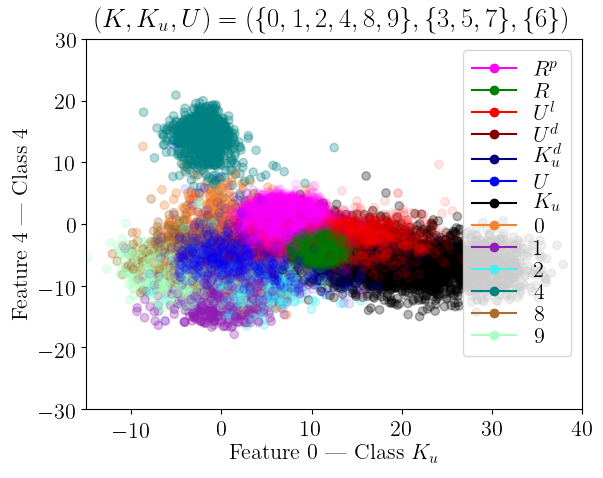 (K, K_u, U) = ({0, 1, 2, 4, 8, 9}, {3, 5, 7}, {6})
30
20
10
0
−10
−20
−30
Feature 4 — Class 4
R^p
R
U^l
U^d
K_u^d
U
K_u
0
1
2
4
8
9
−10
0
10
20
30
40
Feature 0 — Class K_u